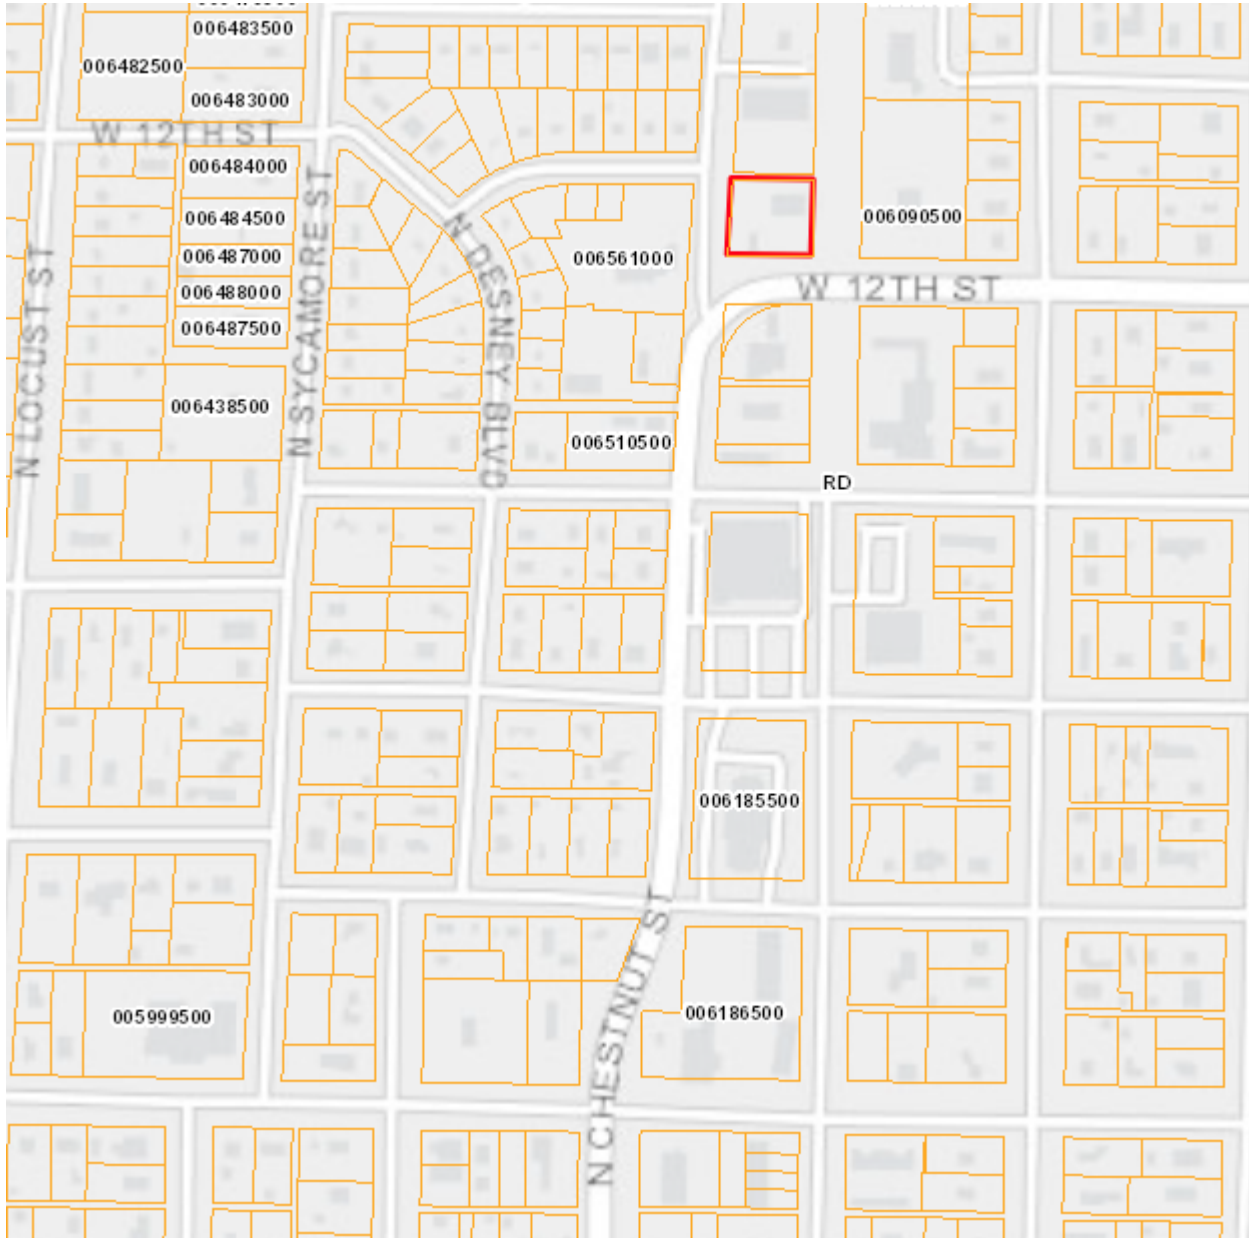 006483500
006482500
006483000
W 12TH ST
006484000
006484500
006090500
006487000
006561000
006488000
W 12TH ST
006487500
N LOCUST ST
N SYCAMORE ST
N DESNEY BLVD
006438500
006510500
RD
006185500
N CHESTNUT ST
005999500
006186500